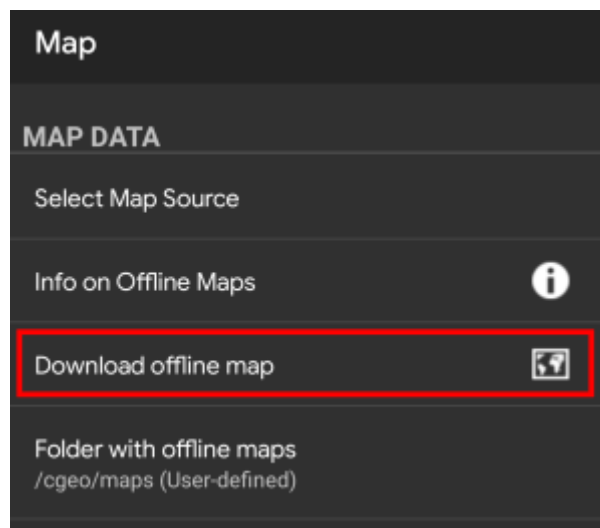 Map
MAP DATA
Select Map Source
Info on Offline Maps
Download offline map
Folder with offline maps
/cgeo/maps (User-defined)